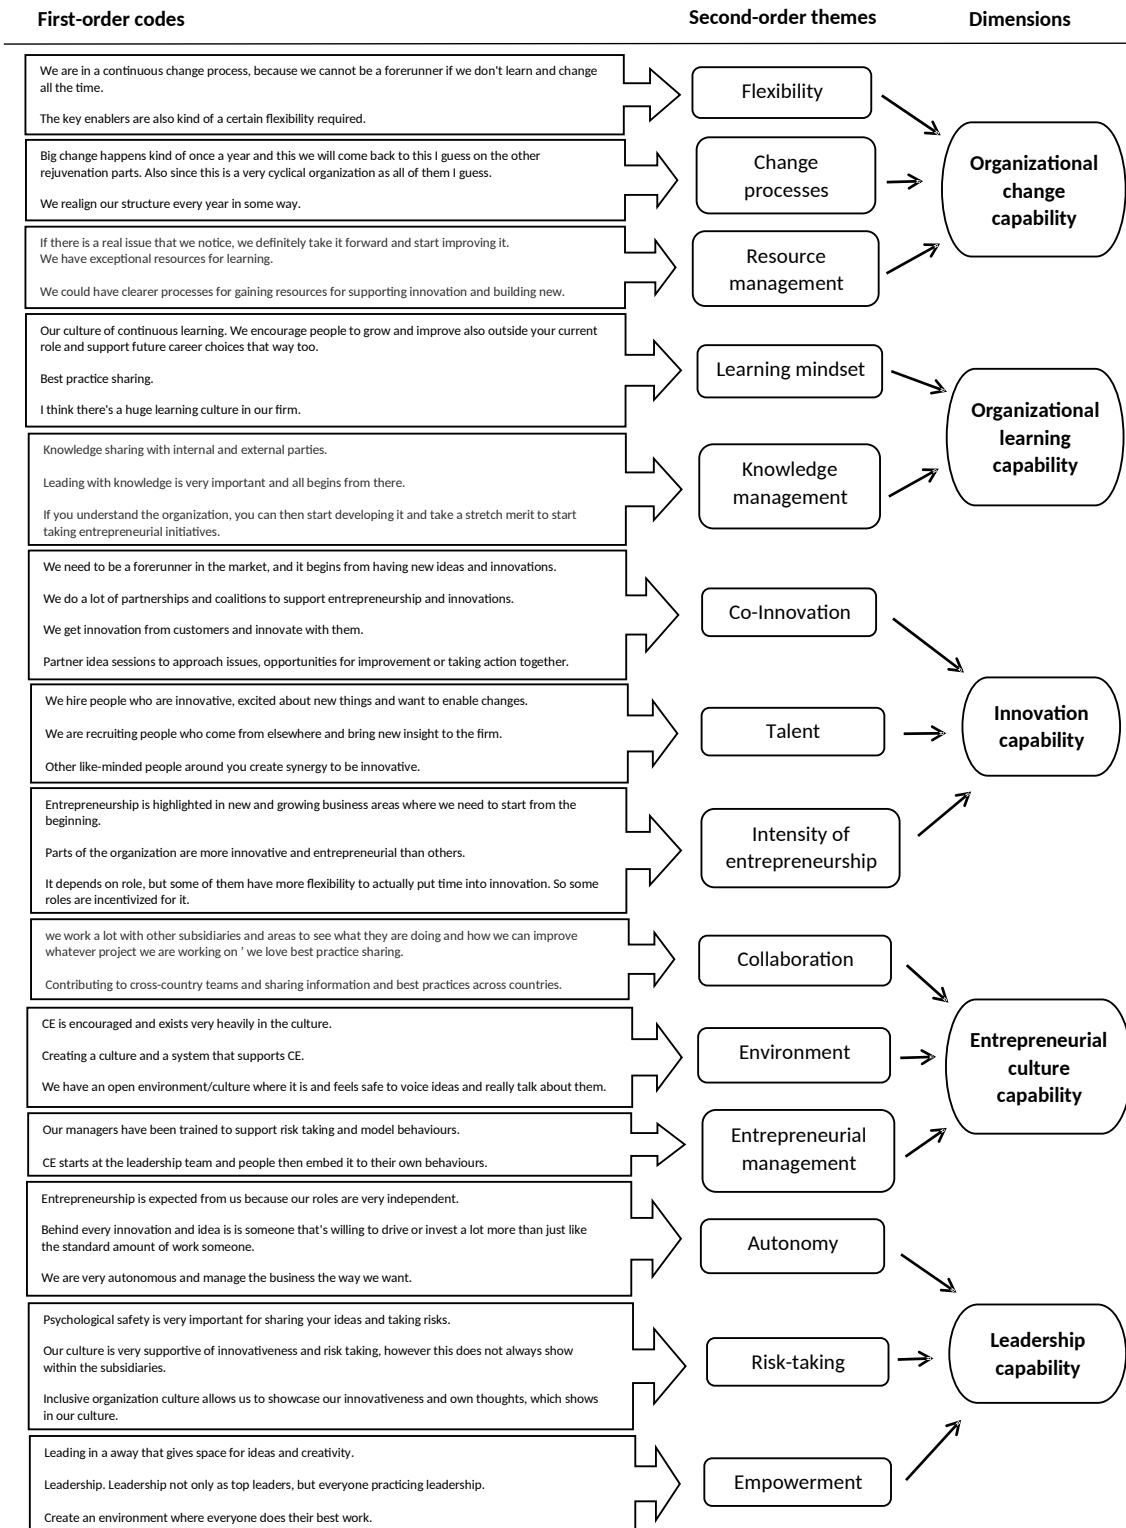 First-order codes
Second-order themes
Dimensions
We are in a continuous change process, because we cannot be a forerunner if we don't learn and change
all the time.
The key enablers are also kind of a certain flexibility required.
Flexibility
Big change happens kind of once a year and this we will come back to this I guess on the other
rejuvenation parts. Also since this is a very cyclical organization as all of them I guess.
We realign our structure every year in some way.
Change
processes
If there is a real issue that we notice, we definitely take it forward and start improving it.
We have exceptional resources for learning.
We could have clearer processes for gaining resources for supporting innovation and building new.
Resource
management
Organizational
change
capability
Our culture of continuous learning. We encourage people to grow and improve also outside your current
role and support future career choices that way too.
Best practice sharing.
I think there's a huge learning culture in our firm.
Learning mindset
Knowledge sharing with internal and external parties.
Leading with knowledge is very important and all begins from there.
If you understand the organization, you can then start developing it and take a stretch merit to start
taking entrepreneurial initiatives.
Knowledge
management
Organizational
learning
capability
We need to be a forerunner in the market, and it begins from having new ideas and innovations.
We do a lot of partnerships and coalitions to support entrepreneurship and innovations.
We get innovation from customers and innovate with them.
Partner idea sessions to approach issues, opportunities for improvement or taking action together.
Co-Innovation
We hire people who are innovative, excited about new things and want to enable changes.
We are recruiting people who come from elsewhere and bring new insight to the firm.
Other like-minded people around you create synergy to be innovative.
Talent
Entrepreneurship is highlighted in new and growing business areas where we need to start from the
beginning.
Parts of the organization are more innovative and entrepreneurial than others.
It depends on role, but some of them have more flexibility to actually put time into innovation. So some
roles are incentivized for it.
Intensity of
entrepreneurship
Innovation
capability
we work a lot with other subsidiaries and areas to see what they are doing and how we can improve
whatever project we are working on ' we love best practice sharing.
Contributing to cross-country teams and sharing information and best practices across countries.
Collaboration
CE is encouraged and exists very heavily in the culture.
Creating a culture and a system that supports CE.
We have an open environment/culture where it is and feels safe to voice ideas and really talk about them.
Environment
Our managers have been trained to support risk taking and model behaviours.
CE starts at the leadership team and people then embed it to their own behaviours.
Entrepreneurial
management
Entrepreneurial
culture
capability
Entrepreneurship is expected from us because our roles are very independent.
Behind every innovation and idea is is someone that's willing to drive or invest a lot more than just like
the standard amount of work someone.
We are very autonomous and manage the business the way we want.
Autonomy
Psychological safety is very important for sharing your ideas and taking risks.
Our culture is very supportive of innovativeness and risk taking, however this does not always show
within the subsidiaries.
Inclusive organization culture allows us to showcase our innovativeness and own thoughts, which shows
in our culture.
Risk-taking
Leading in a away that gives space for ideas and creativity.
Leadership. Leadership not only as top leaders, but everyone practicing leadership.
Create an environment where everyone does their best work.
Empowerment
Leadership
capability